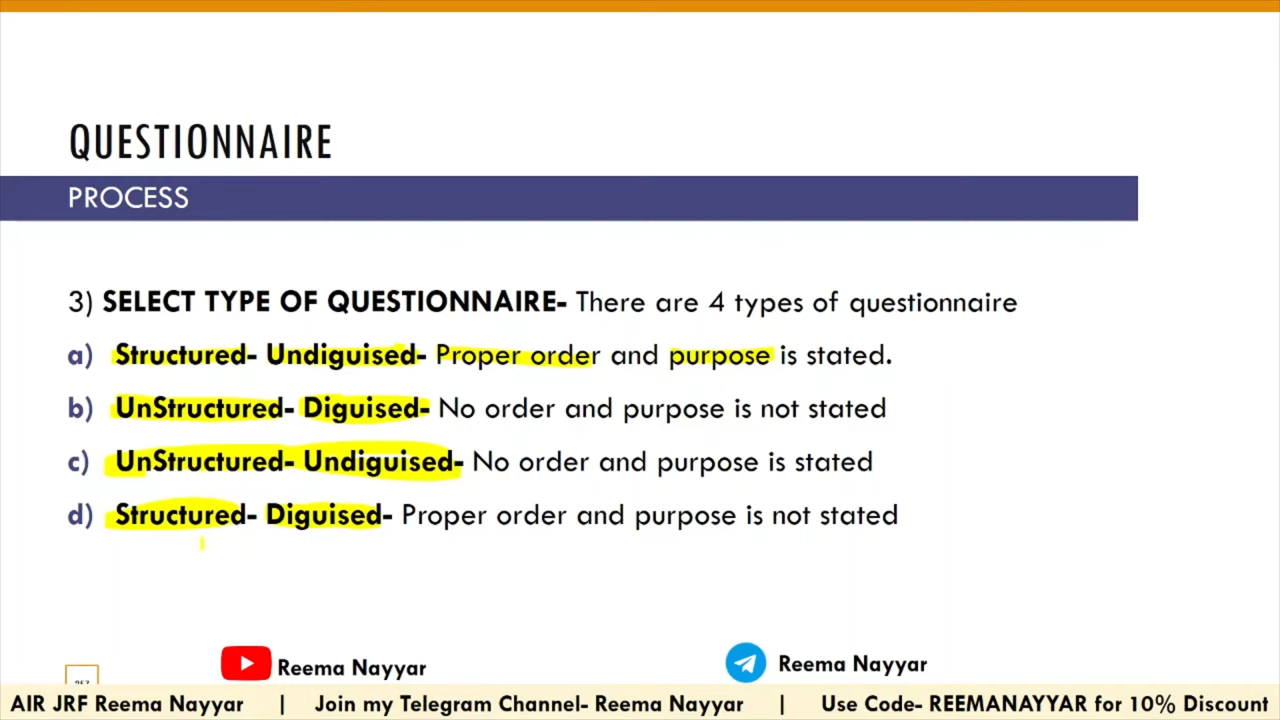 QUESTIONNAIRE
PROCESS
3) SELECT TYPE OF QUESTIONNAIRE- There are 4 types of questionnaire
a) Structured- Undiguised- Proper order and purpose is stated.
b) UnStructured- Diguised- No order and purpose is not stated
c) UnStructured- Undiguised- No order and purpose is stated
d) Structured- Diguised- Proper order and purpose is not stated
Reema Nayyar
Reema Nayyar
AIR JRF Reema Nayyar | Join my Telegram Channel- Reema Nayyar | Use Code- REEMANAYYAR for 10% Discount